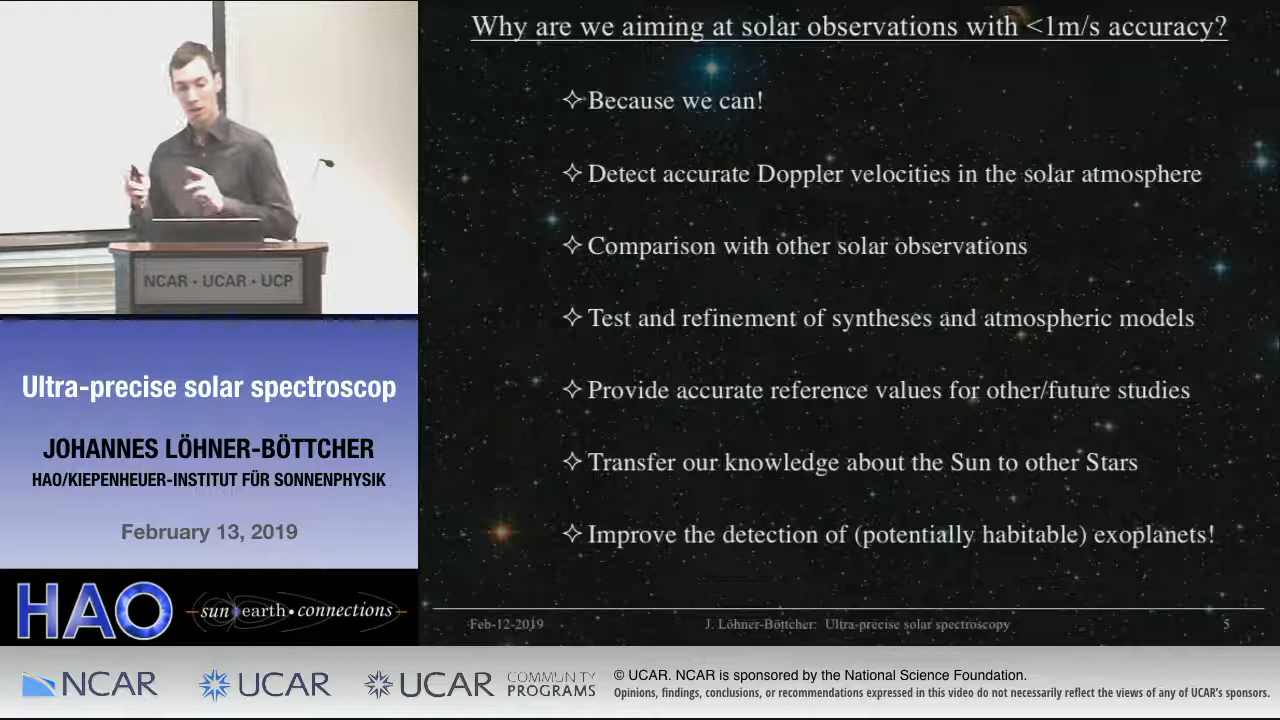 Why are we aiming at solar observations with <1m/s accuracy?
✧ Because we can!
✧ Detect accurate Doppler velocities in the solar atmosphere
✧ Comparison with other solar observations
✧ Test and refinement of syntheses and atmospheric models
✧ Provide accurate reference values for other/future studies
✧ Transfer our knowledge about the Sun to other Stars
✧ Improve the detection of (potentially habitable) exoplanets!
Feb-12-2019 J. Löhner-Böttcher: Ultra-precise solar spectroscopy 5
NCAR • UCAR • UCP
Ultra-precise solar spectroscop
JOHANNES LÖHNER-BÖTTCHER
HAO/KIEPENHEUER-INSTITUT FÜR SONNENPHYSIK
February 13, 2019
HAO sun earth • connections
NCAR UCAR UCAR COMMUNITY PROGRAMS
© UCAR. NCAR is sponsored by the National Science Foundation.
Opinions, findings, conclusions, or recommendations expressed in this video do not necessarily reflect the views of any of UCAR's sponsors.